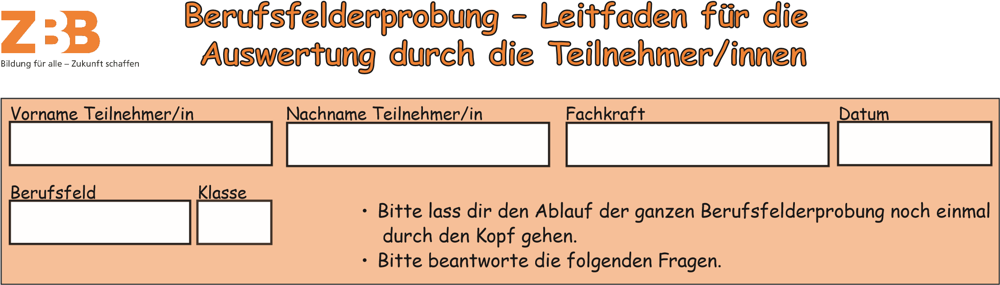 ZBB
Bildung für alle – Zukunft schaffen
Berufsfelderprobung – Leitfaden für die
Auswertung durch die Teilnehmer/innen
Vorname Teilnehmer/in Nachname Teilnehmer/in Fachkraft Datum
Berufsfeld Klasse
• Bitte lass dir den Ablauf der ganzen Berufsfelderprobung noch einmal
durch den Kopf gehen.
• Bitte beantworte die folgenden Fragen.